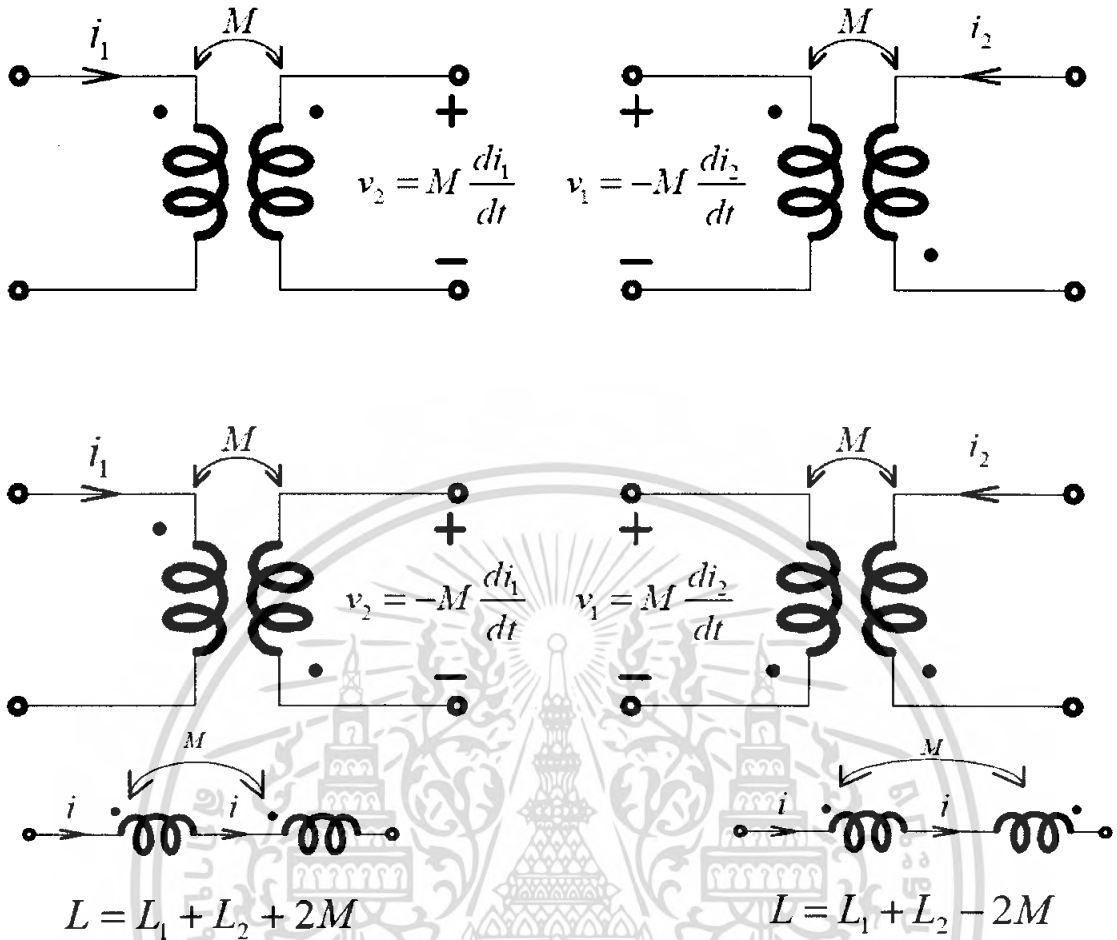 i₁ M
M i₂
+ +
v₂ = M di₁/dt v₁ = -M di₂/dt
− −
i₁ M
M i₂
+ +
v₂ = -M di₁/dt v₁ = M di₂/dt
− −
M
M
i i
i i
L = L₁ + L₂ + 2M
L = L₁ + L₂ - 2M